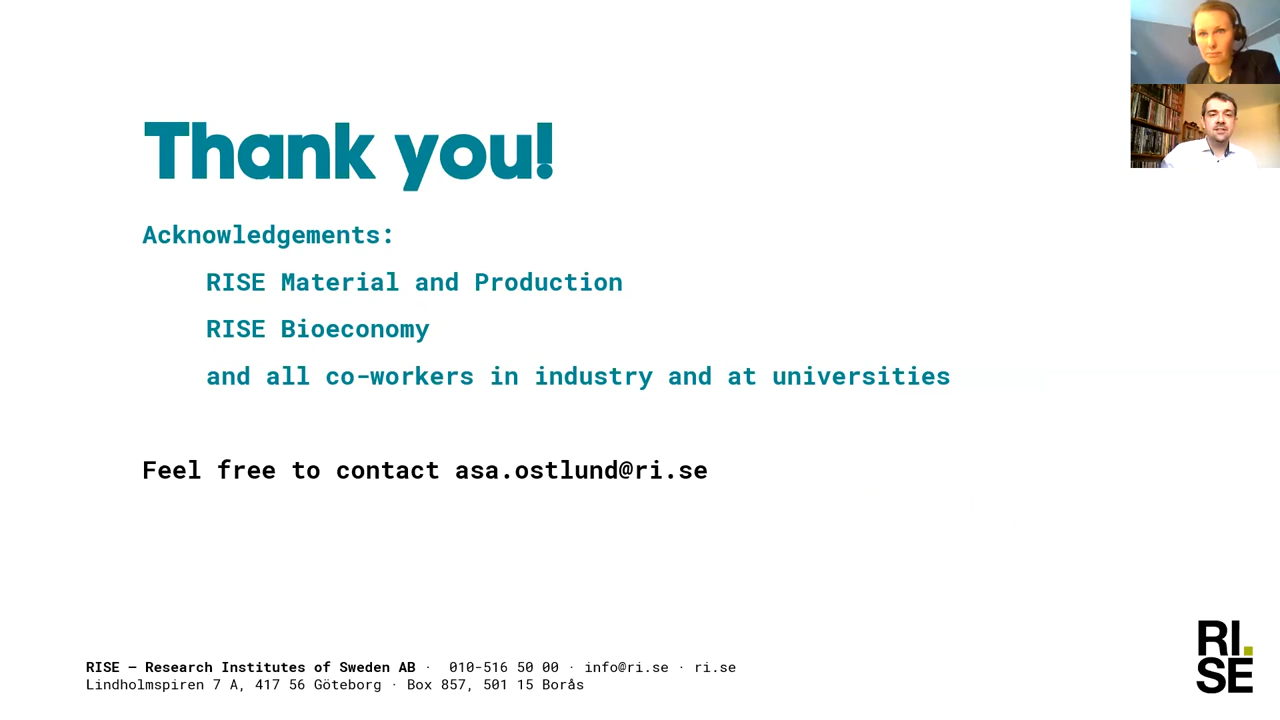 Thank you!
Acknowledgements:
RISE Material and Production
RISE Bioeconomy
and all co-workers in industry and at universities
Feel free to contact asa.ostlund@ri.se
RISE — Research Institutes of Sweden AB · 010-516 50 00 · info@ri.se · ri.se
Lindholmspiren 7 A, 417 56 Göteborg · Box 857, 501 15 Borås
RI.
SE